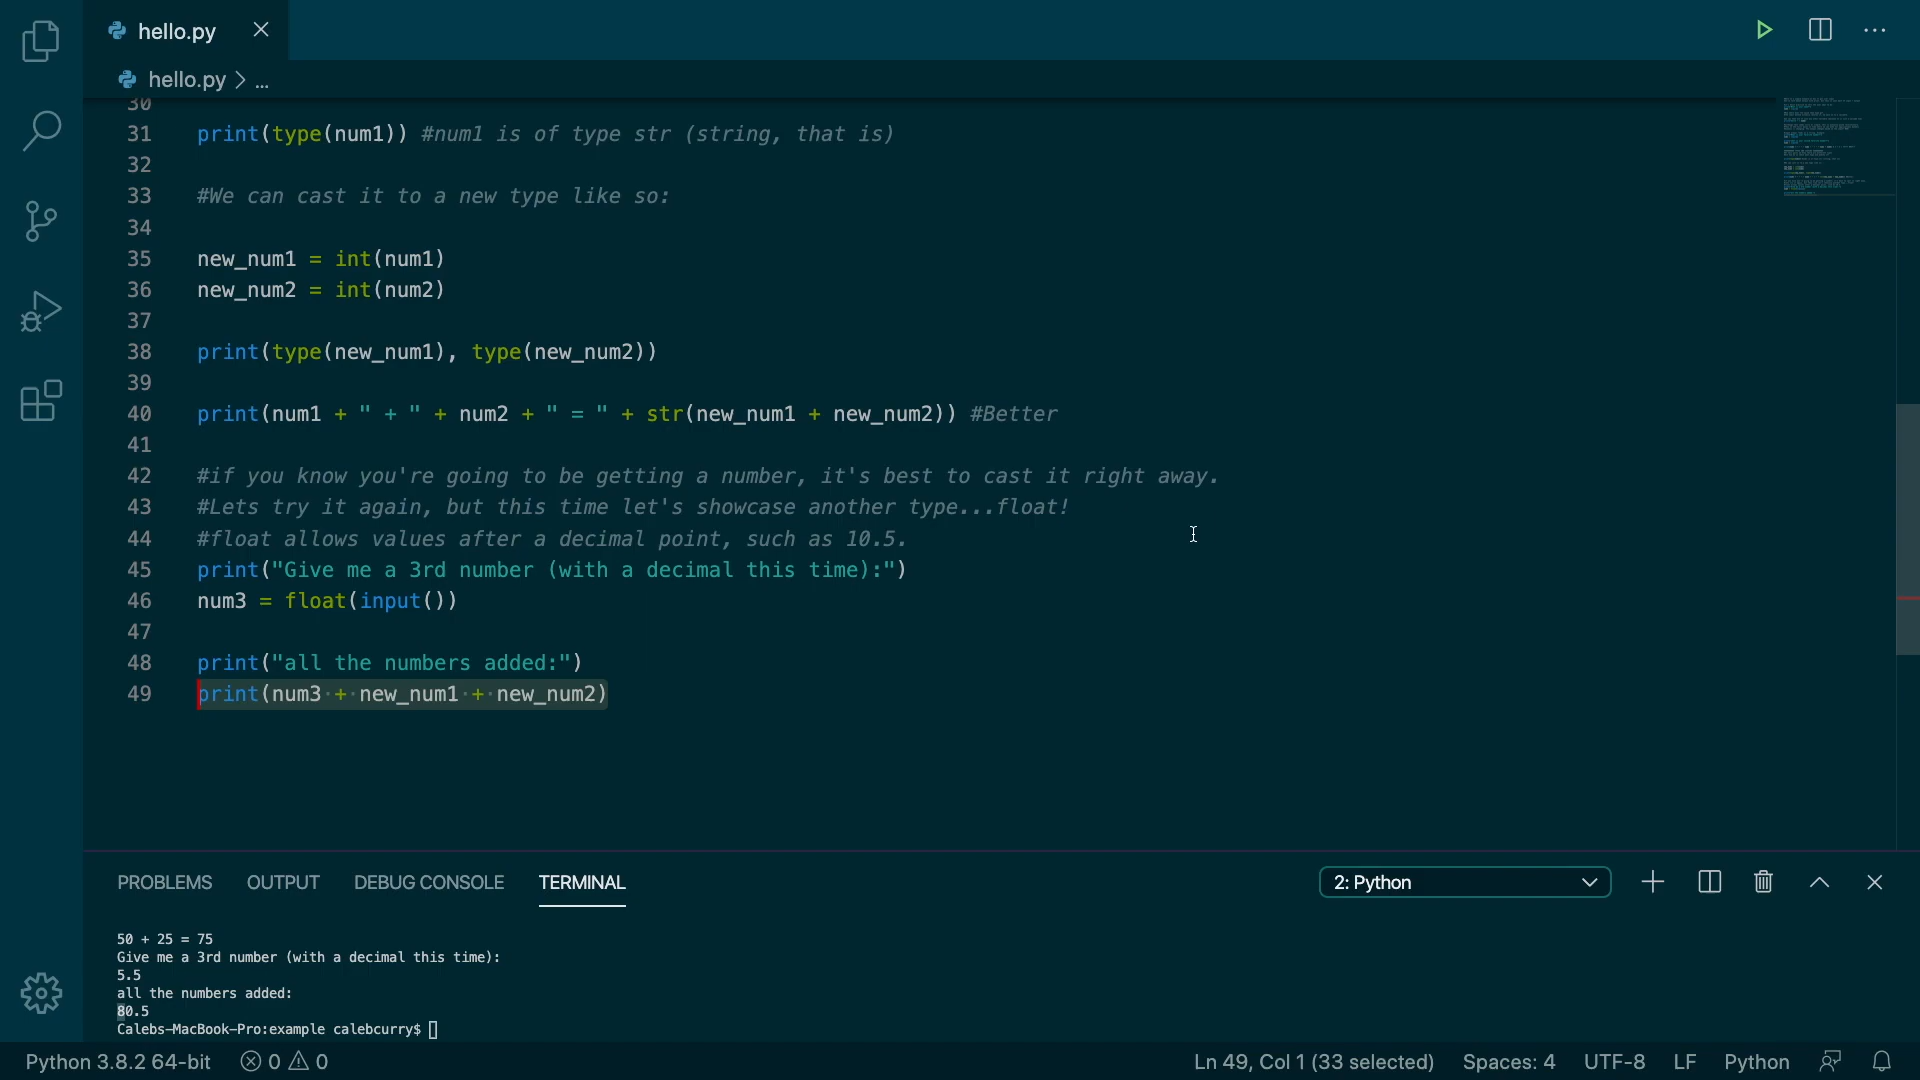 hello.py
hello.py > ...
30
31 print(type(num1)) #num1 is of type str (string, that is)
32
33 #We can cast it to a new type like so:
34
35 new_num1 = int(num1)
36 new_num2 = int(num2)
37
38 print(type(new_num1), type(new_num2))
39
40 print(num1 + " + " + num2 + " = " + str(new_num1 + new_num2)) #Better
41
42 #if you know you're going to be getting a number, it's best to cast it right away.
43 #Lets try it again, but this time let's showcase another type...float!
44 #float allows values after a decimal point, such as 10.5.
45 print("Give me a 3rd number (with a decimal this time):")
46 num3 = float(input())
47
48 print("all the numbers added:")
49 print(num3 + new_num1 + new_num2)
PROBLEMS OUTPUT DEBUG CONSOLE TERMINAL 2: Python
50 + 25 = 75
Give me a 3rd number (with a decimal this time):
5.5
all the numbers added:
80.5
Calebs-MacBook-Pro:example calebcurry$
Python 3.8.2 64-bit 0 0 Ln 49, Col 1 (33 selected) Spaces: 4 UTF-8 LF Python